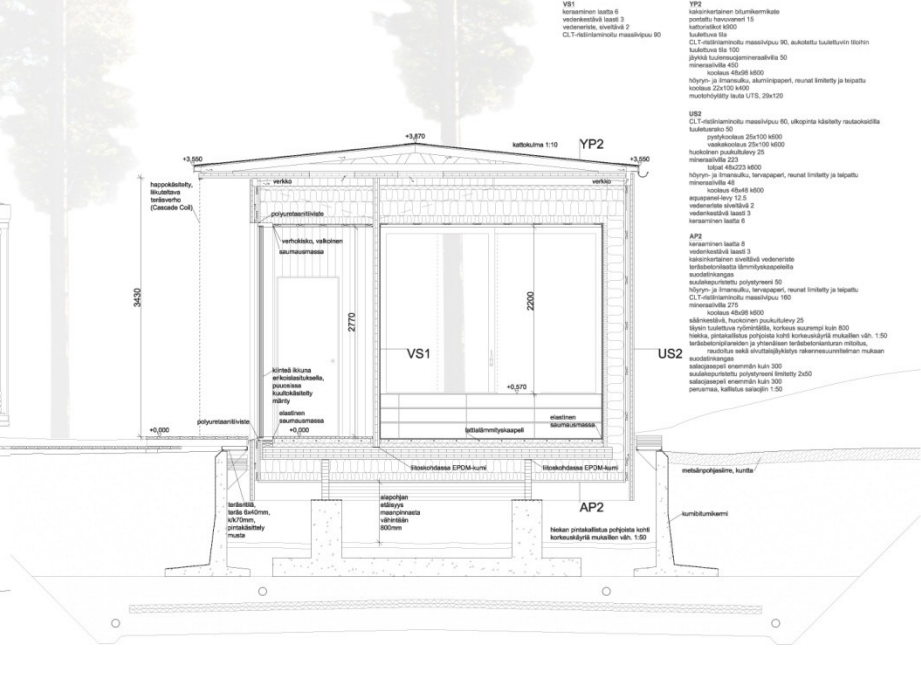 VS1
keraaminen laatta 6
vedenkestävä laasti 3
vedeneriste, siveltävä 2
CLT-ristiinlaminoitu massiivipuu 80
YP2
kaksinkertainen bitumikermikate
pontattu havuvaneri 15
kattoristikot k900
tuulettuva tila
CLT-ristiinlaminoitu massiivipuu 90, aukotettu tuulettuviin tiloihin
tuulettuva tila 100
jäykkä tuulensuojamineraalivilla 50
mineraalivilla 450
koolaus 48x98 k600
höyryn- ja ilmansulku, alumiinipaperi, reunat limitetty ja teipattu
koolaus 22x100 k400
muotohöylätty lauta UTS, 28x120
US2
CLT-ristiinlaminoitu massiivipuu 80, ulkopinta käsitelty rautaoksidilla
tuuletusrako 50
pystykoolaus 25x100 k600
vaakakoolaus 25x100 k600
huokoinen puukuitulevy 25
mineraalivilla 223
tolpat 48x223 k600
höyryn- ja ilmansulku, tervapaperi, reunat limitetty ja teipattu
mineraalivilla 48
koolaus 48x48 k600
aquapanel-levy 12.5
vedeneriste siveltävä 2
vedenkestävä laasti 3
keraaminen laatta 6
AP2
keraaminen laatta 8
vedenkestävä laasti 3
kaksinkertainen siveltävä vedeneriste
teräsbetonilaatta lämmityskaapeleilla
suodatinkangas
suulakepuristettu polystyreeni 50
höyryn- ja ilmansulku, tervapaperi, reunat limitetty ja teipattu
CLT-ristiinlaminoitu massiivipuu 160
mineraalivilla 275
koolaus 48x98 k600
säänkestävä, huokoinen puukuitulevy 25
täysin tuulettuva ryömintätila, korkeus suurempi kuin 800
hiekka, pintakallistus pohjois kohti korkeuskäyriä mukaillen väh. 1:50
teräsbetonipilareiden ja yhtenäisen teräsbetonianturan mitoitus,
raudoitus sekä sivuttaisjäykistys rakennesuunnitelman mukaan
suodatinkangas
salaojasepeli enemmän kuin 300
suulakepuristettu polystyreeni limitetty 2x50
salaojasepeli enemmän kuin 300
perusmaa, kallistus salaojiin 1:50
+3,870
kattokulma 1:10
YP2
+3,550
+3,550
happokäsitelty,
liikuteltava
teräsverho
(Cascade Coil)
verkko
verkko
polyuretaanitiiviste
verhokisko, valkoinen
saumausmassa
3430
2770
2200
VS1
US2
kiinteä ikkuna
erikoislasituksella,
puuosissa
kuultokäsitelty
mänty
+0,570
elastinen
saumausmassa
elastinen
saumausmassa
polyuretaanitiiviste
+0,000
+0,000
lattialämmityskaapeli
liitoskohdassa EPDM-kumi
liitoskohdassa EPDM-kumi
metsänpohjasiirre, kuntta
teräsritilä,
teräs 6x40mm,
k/k70mm,
pintakäsittely
musta
alapohjan
etäisyys
maanpinnasta
vähintään
800mm
AP2
hiekan pintakallistus pohjoista kohti
korkeuskäyriä mukaillen väh. 1:50
kumibitumikermi